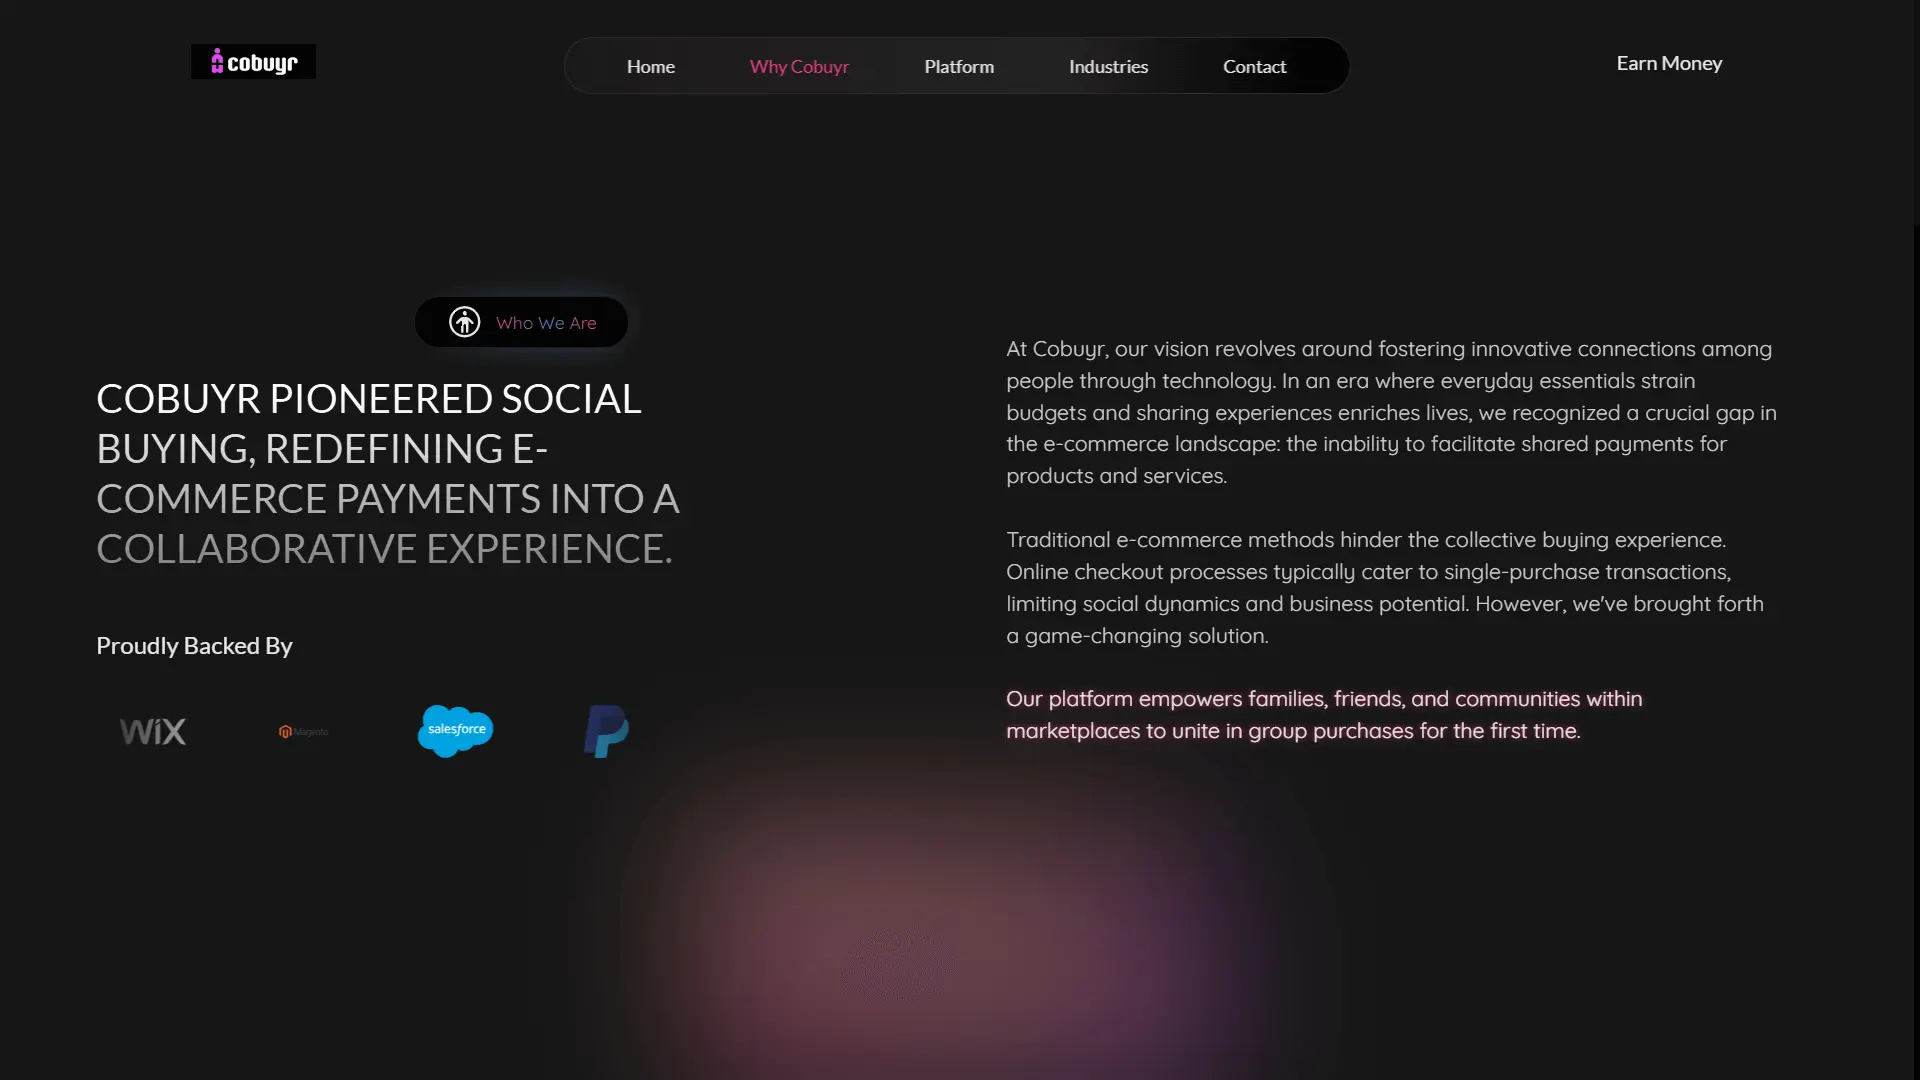 cobuyr
Home
Why Cobuyr
Platform
Industries
Contact
Earn Money
Who We Are
COBUYR PIONEERED SOCIAL
BUYING, REDEFINING E-
COMMERCE PAYMENTS INTO A
COLLABORATIVE EXPERIENCE.
Proudly Backed By
WiX
Magento
salesforce
At Cobuyr, our vision revolves around fostering innovative connections among
people through technology. In an era where everyday essentials strain
budgets and sharing experiences enriches lives, we recognized a crucial gap in
the e-commerce landscape: the inability to facilitate shared payments for
products and services.
Traditional e-commerce methods hinder the collective buying experience.
Online checkout processes typically cater to single-purchase transactions,
limiting social dynamics and business potential. However, we've brought forth
a game-changing solution.
Our platform empowers families, friends, and communities within
marketplaces to unite in group purchases for the first time.